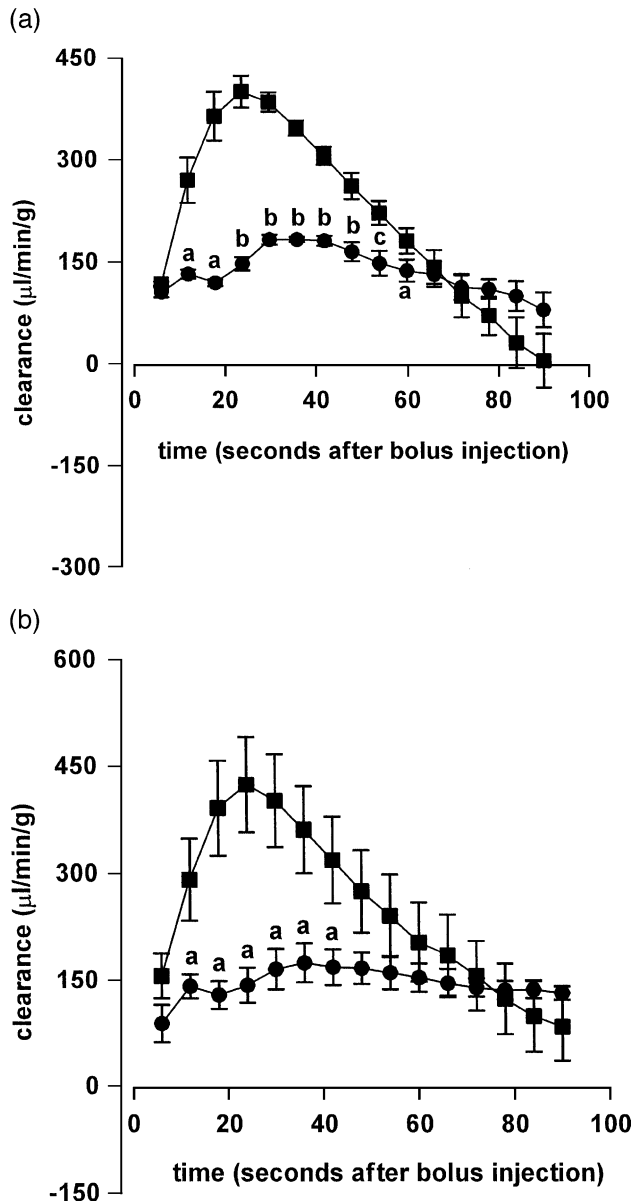 (a)
450
300
150
0
-150
-300
clearance (µl/min/g)
a
a
b
b
b
b
b
c
a
0
20
40
60
80
100
time (seconds after bolus injection)
(b)
600
450
300
150
0
-150
clearance (µl/min/g)
a
a
a
a
a
a
0
20
40
60
80
100
time (seconds after bolus injection)